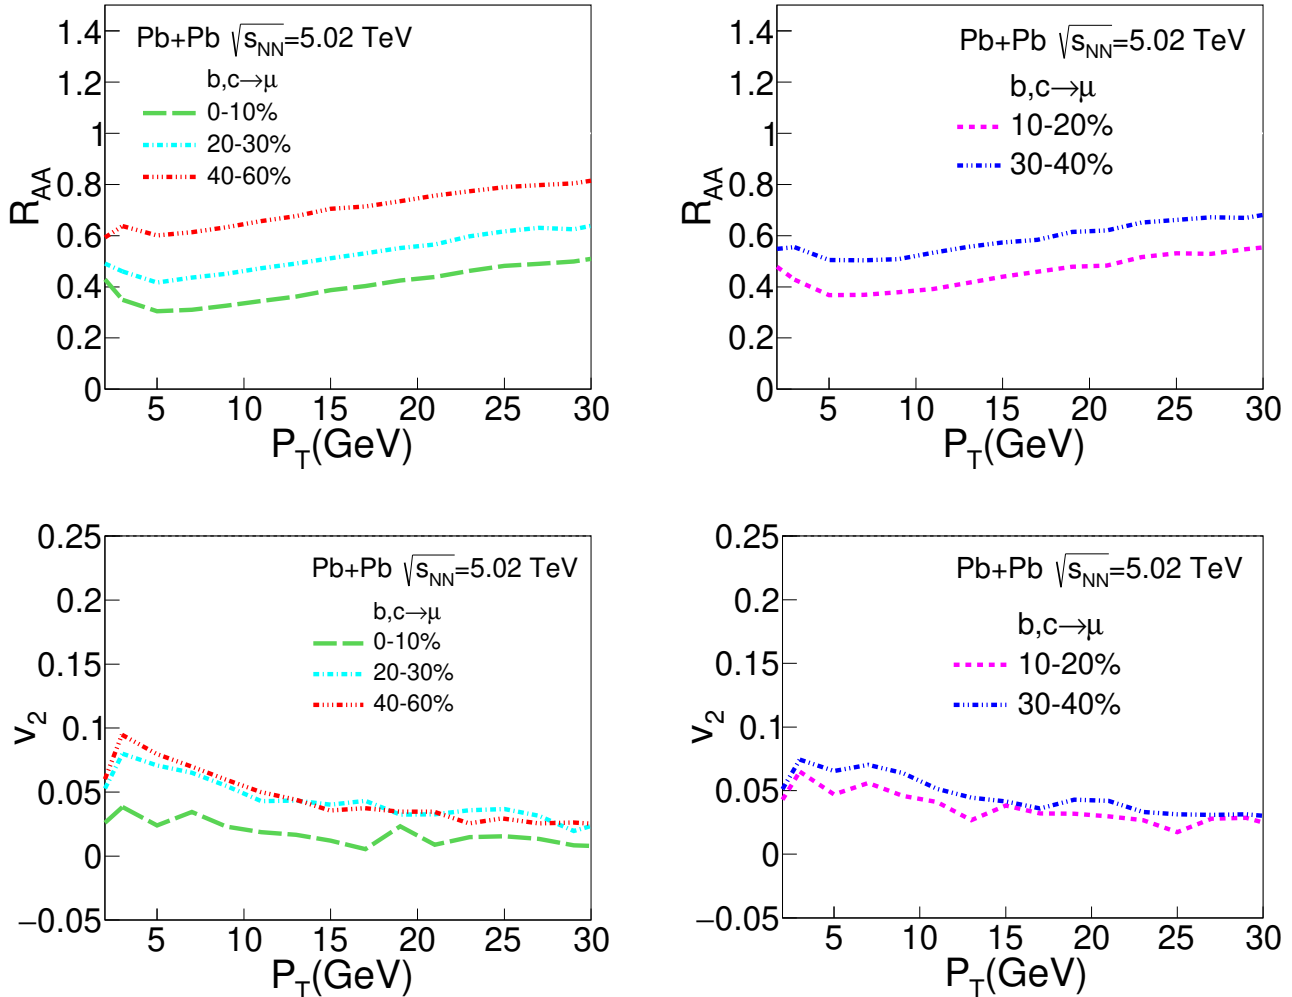 Pb+Pb √s_NN=5.02 TeV
b,c→μ
0-10%
20-30%
40-60%
R_AA
1.4
1.2
1
0.8
0.6
0.4
0.2
0
5 10 15 20 25 30
P_T(GeV)
Pb+Pb √s_NN=5.02 TeV
b,c→μ
10-20%
30-40%
R_AA
1.4
1.2
1
0.8
0.6
0.4
0.2
0
5 10 15 20 25 30
P_T(GeV)
Pb+Pb √s_NN=5.02 TeV
b,c→μ
0-10%
20-30%
40-60%
v_2
0.25
0.2
0.15
0.1
0.05
0
−0.05
5 10 15 20 25 30
P_T(GeV)
Pb+Pb √s_NN=5.02 TeV
b,c→μ
10-20%
30-40%
v_2
0.25
0.2
0.15
0.1
0.05
0
−0.05
5 10 15 20 25 30
P_T(GeV)